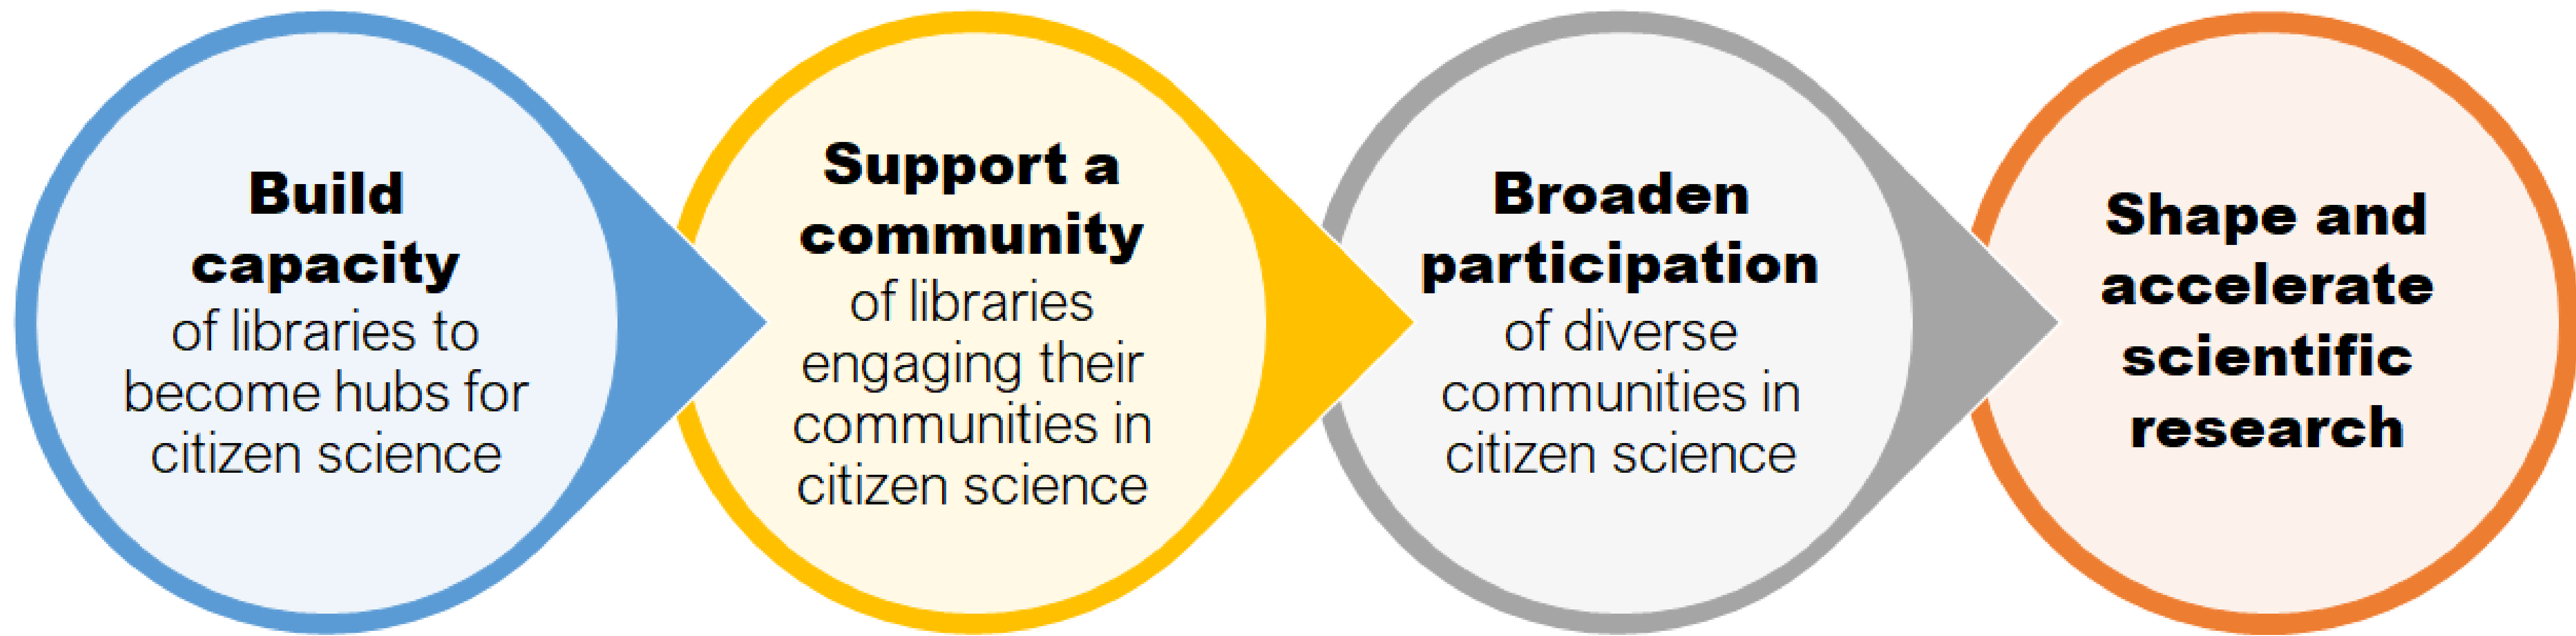 Build
capacity
of libraries to
become hubs for
citizen science
Support a
community
of libraries
engaging their
communities in
citizen science
Broaden
participation
of diverse
communities in
citizen science
Shape and
accelerate
scientific
research